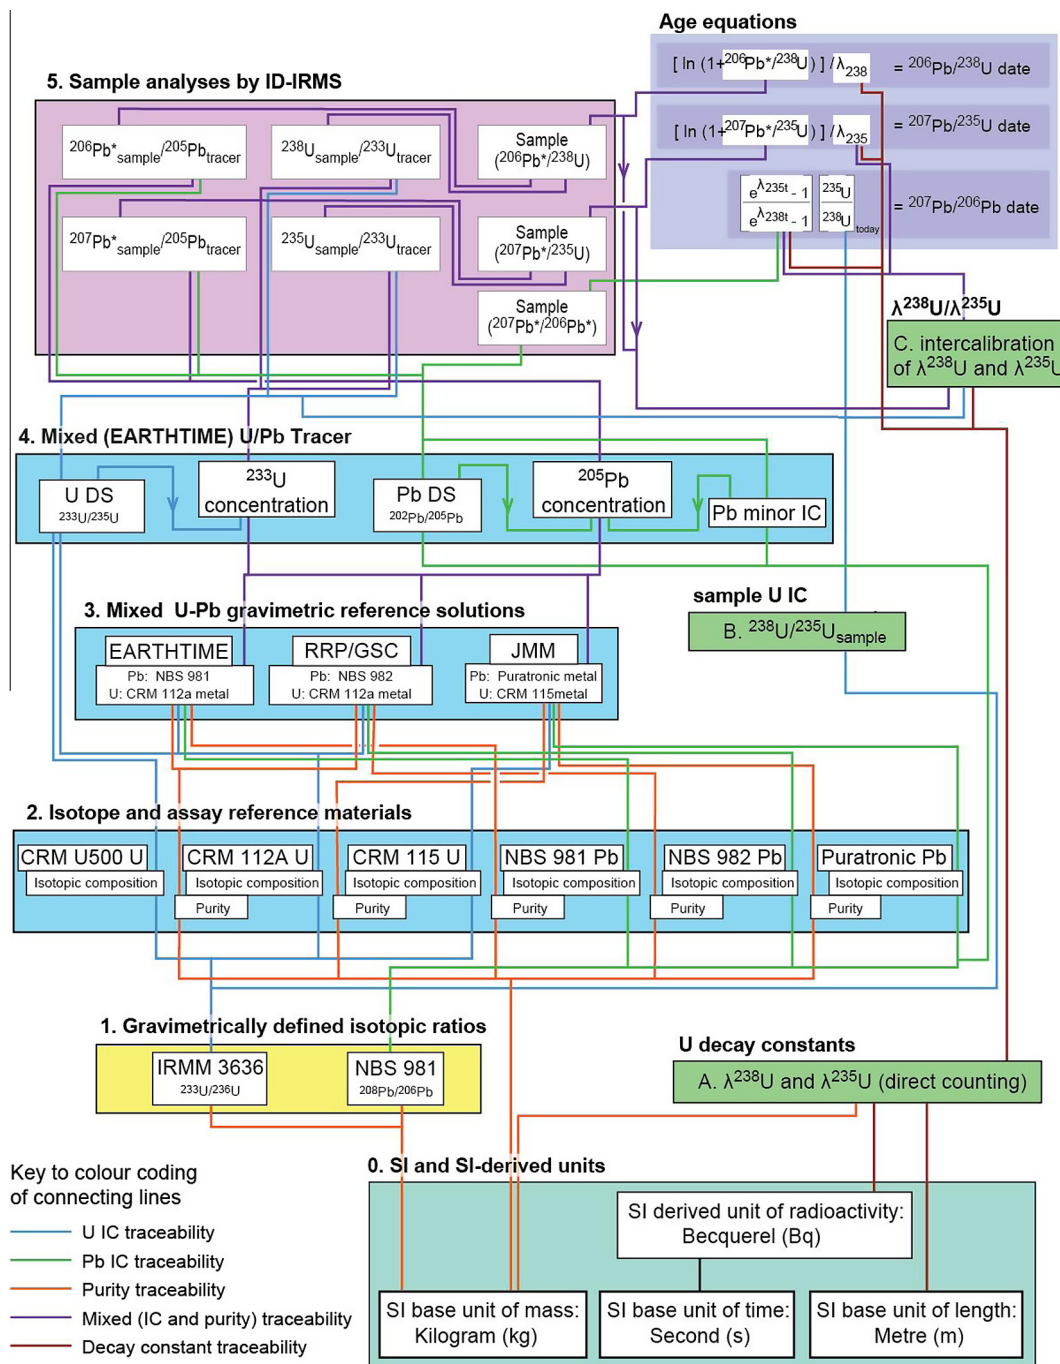 Age equations
[ ln (1+²⁰⁶Pb*/²³⁸U) ] / λ₂₃₈ = ²⁰⁶Pb/²³⁸U date
[ ln (1+²⁰⁷Pb*/²³⁵U) ] / λ₂₃₅ = ²⁰⁷Pb/²³⁵U date
e^λ235t - 1
e^λ238t - 1
²³⁵U
²³⁸U today
= ²⁰⁷Pb/²⁰⁶Pb date
5. Sample analyses by ID-IRMS
²⁰⁶Pb*sample/²⁰⁵Pbtracer
²³⁸Usample/²³³Utracer
Sample
(²⁰⁶Pb*/²³⁸U)
²⁰⁷Pb*sample/²⁰⁵Pbtracer
²³⁵Usample/²³³Utracer
Sample
(²⁰⁷Pb*/²³⁵U)
Sample
(²⁰⁷Pb*/²⁰⁶Pb*)
λ²³⁸U/λ²³⁵U
C. intercalibration
of λ²³⁸U and λ²³⁵U
4. Mixed (EARTHTIME) U/Pb Tracer
U DS
²³³U/²³⁵U
²³³U
concentration
Pb DS
²⁰²Pb/²⁰⁵Pb
²⁰⁵Pb
concentration
Pb minor IC
sample U IC
B. ²³⁸U/²³⁵Usample
3. Mixed U-Pb gravimetric reference solutions
EARTHTIME
Pb: NBS 981
U: CRM 112a metal
RRP/GSC
Pb: NBS 982
U: CRM 112a metal
JMM
Pb: Puratronic metal
U: CRM 115metal
2. Isotope and assay reference materials
CRM U500 U
Isotopic composition
CRM 112A U
Isotopic composition
Purity
CRM 115 U
Isotopic composition
Purity
NBS 981 Pb
Isotopic composition
Purity
NBS 982 Pb
Isotopic composition
Purity
Puratronic Pb
Isotopic composition
Purity
1. Gravimetrically defined isotopic ratios
IRMM 3636
²³³U/²³⁶U
NBS 981
²⁰⁸Pb/²⁰⁶Pb
U decay constants
A. λ²³⁸U and λ²³⁵U (direct counting)
0. SI and SI-derived units
SI derived unit of radioactivity:
Becquerel (Bq)
SI base unit of mass:
Kilogram (kg)
SI base unit of time:
Second (s)
SI base unit of length:
Metre (m)
Key to colour coding
of connecting lines
U IC traceability
Pb IC traceability
Purity traceability
Mixed (IC and purity) traceability
Decay constant traceability